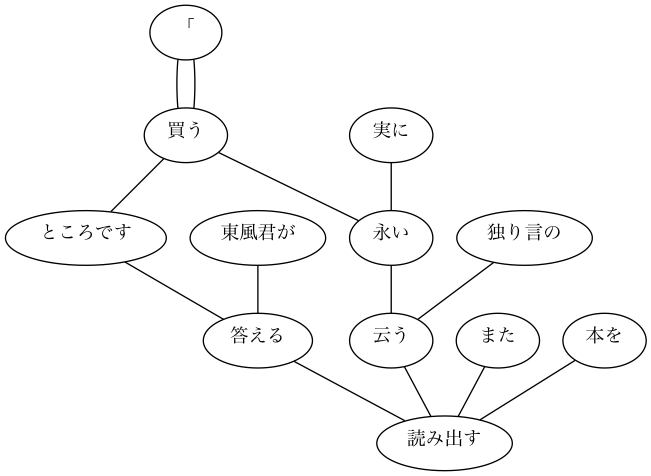 「
買う
実に
ところです
東風君が
永い
独り言の
答える
云う
また
本を
読み出す